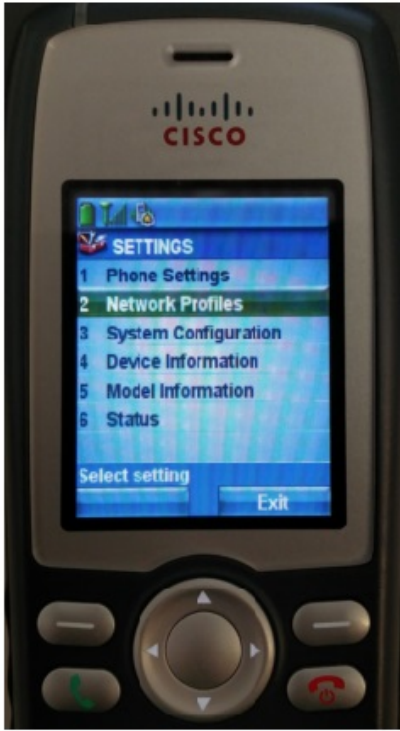 CISCO
SETTINGS
1 Phone Settings
2 Network Profiles
3 System Configuration
4 Device Information
5 Model Information
6 Status
Select setting
Exit